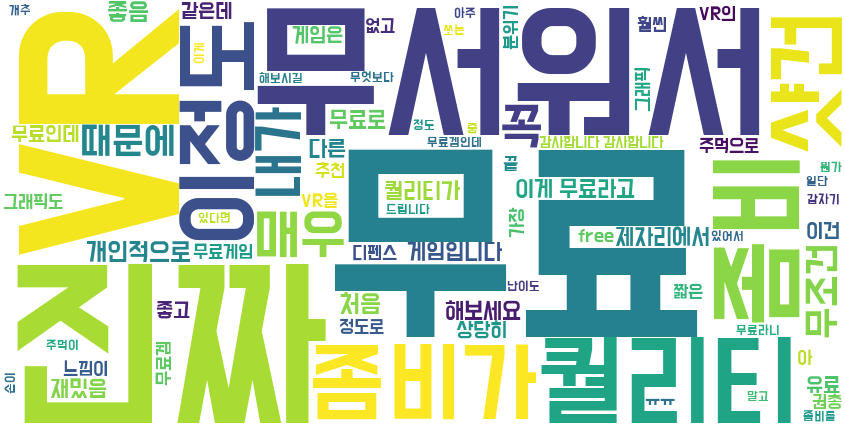 개추
좋음
같은데
없고
아주
쏘는
분위기
VR의
훨씬
게임은
VR
이게
이정도
무서워서
샷건
해보시길
무엇보다
그래픽
무료인데
때문에
내가
무료로
정도
중
꼭
무료겜인데
감사합니다 감사합니다
주먹으로
다른
추천
끝
뭔가
일단
갑자기
그래픽도
VR을
퀄리티가
드립니다
이게 무료라고
있다면
매우
무료
가장
free
제자리에서
있어서
좀비
이건
개인적으로
무료게임
디펜스
게임입니다
무조건
진짜
좋고
처음
정도로
해보세요
상당히
난이도
짧은
무료라니
주먹이
느낌이
무료겜
좀비가
퀄리티
아
손이
재밌음
ㅠㅠ
말고
유료
권총
좀비들